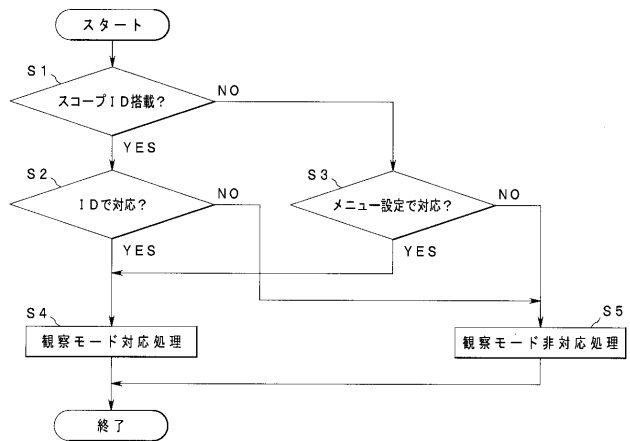 スタート
S1
スコープID搭載?
NO
YES
S2
IDで対応?
NO
YES
S3
メニュー設定で対応?
NO
YES
S4
観察モード対応処理
S5
観察モード非対応処理
終了